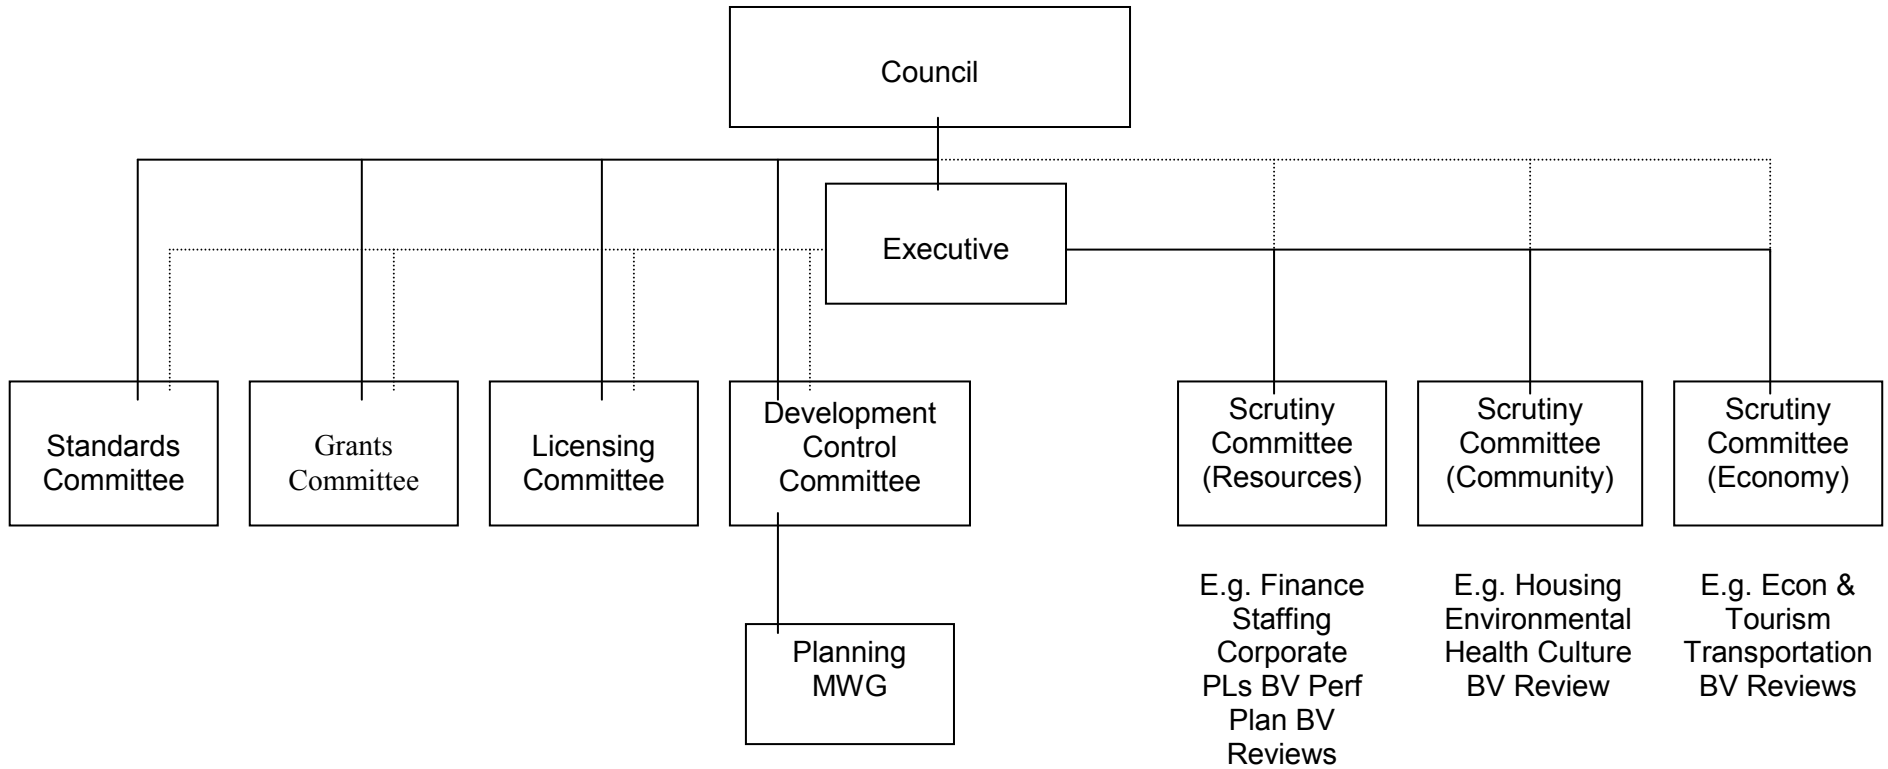 Council
Executive
Standards
Committee
Grants
Committee
Licensing
Committee
Development
Control
Committee
Scrutiny
Committee
(Resources)
Scrutiny
Committee
(Community)
Scrutiny
Committee
(Economy)
Planning
MWG
E.g. Finance
Staffing
Corporate
PLs BV Perf
Plan BV
Reviews
E.g. Housing
Environmental
Health Culture
BV Review
E.g. Econ &
Tourism
Transportation
BV Reviews